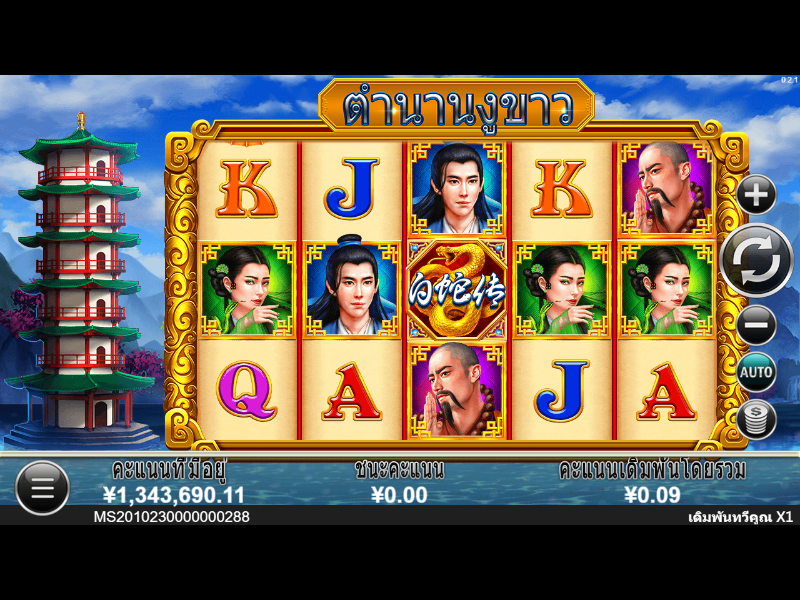 0.2.1
ตำนานงูขาว
K J K
白蛇传
Q A J A
AUTO
คะแนนที่มีอยู่ ชนะคะแนน คะแนนเดิมพันโดยรวม
¥1,343,690.11 ¥0.00 ¥0.09
MS2010230000000288 เดิมพันทวีคูณ X1